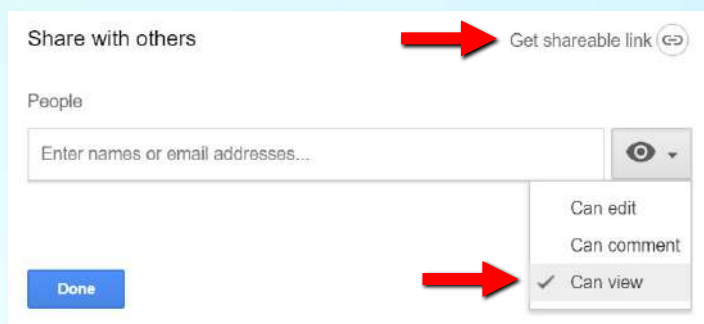 Share with others
Get shareable link
People
Enter names or email addresses...
Can edit
Can comment
Can view
Done